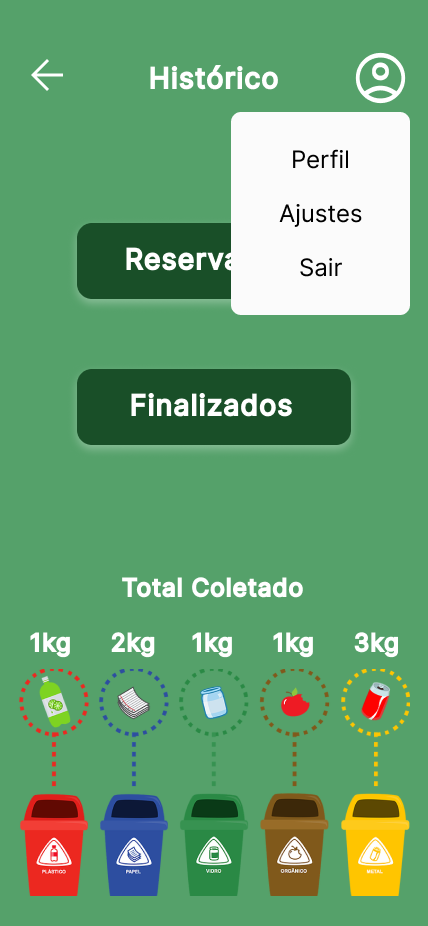 Histórico
Perfil
Ajustes
Sair
Reserva
Finalizados
Total Coletado
1kg 2kg 1kg 1kg 3kg
PLÁSTICO PAPEL VIDRO ORGÂNICO METAL